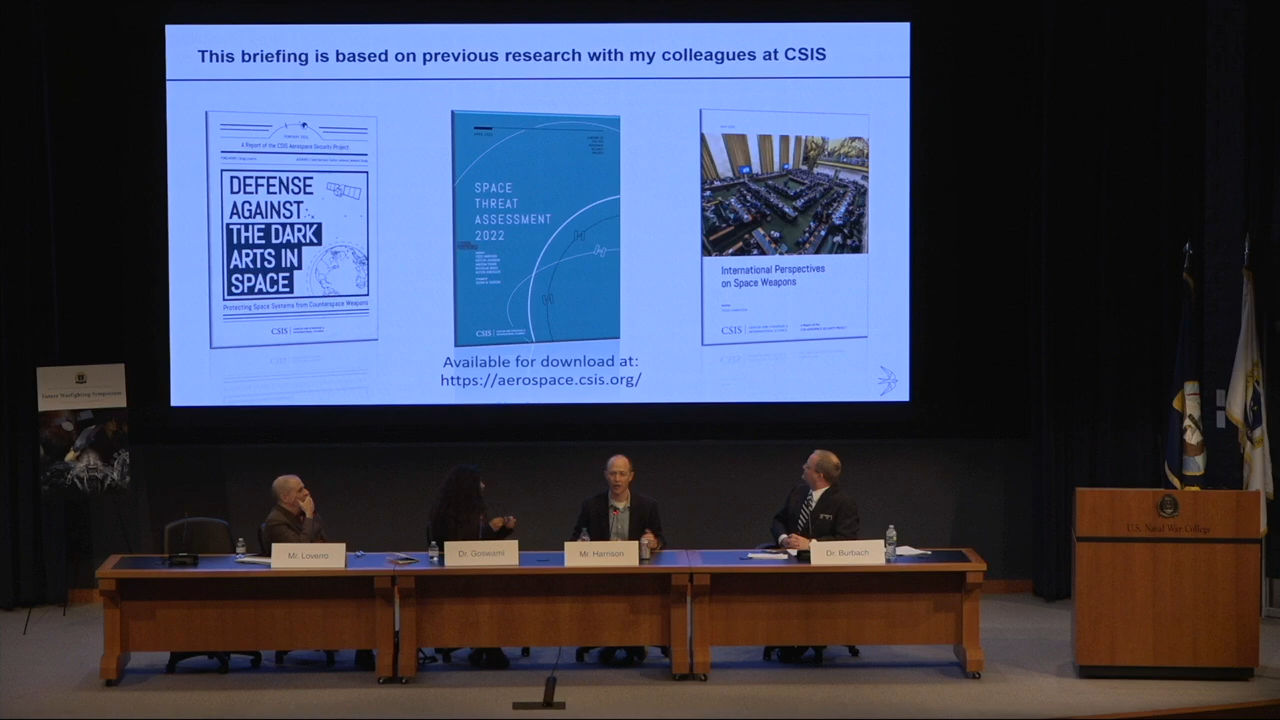 This briefing is based on previous research with my colleagues at CSIS
A Report of the CSIS Aerospace Security Project
DEFENSE
AGAINST
THE DARK
ARTS IN
SPACE
Protecting Space Systems from Counterspace Weapons
CSIS
SPACE
THREAT
ASSESSMENT
2022
CSIS
International Perspectives
on Space Weapons
CSIS
Available for download at:
https://aerospace.csis.org/
Future Warfighting Symposium
Mr. Loverro
Dr. Goswami
Mr. Harrison
Dr. Burbach
U.S. Naval War College